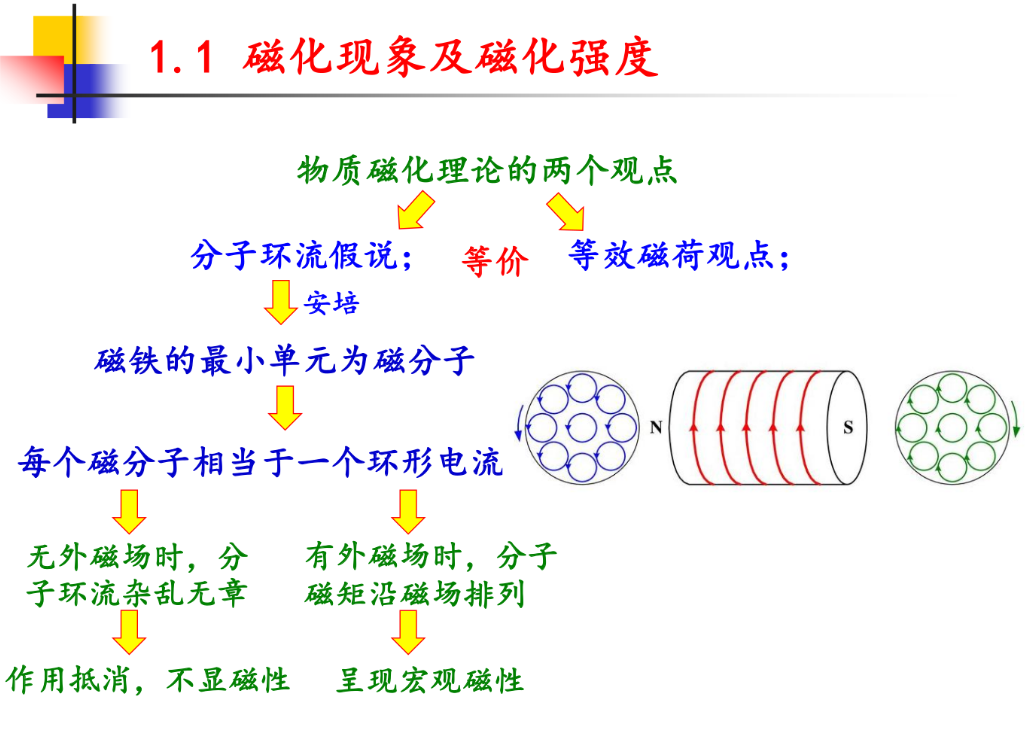 1.1 磁化现象及磁化强度
物质磁化理论的两个观点
分子环流假说；
等价
等效磁荷观点；
安培
磁铁的最小单元为磁分子
每个磁分子相当于一个环形电流
N
S
无外磁场时，分
子环流杂乱无章
有外磁场时，分子
磁矩沿磁场排列
作用抵消，不显磁性
呈现宏观磁性